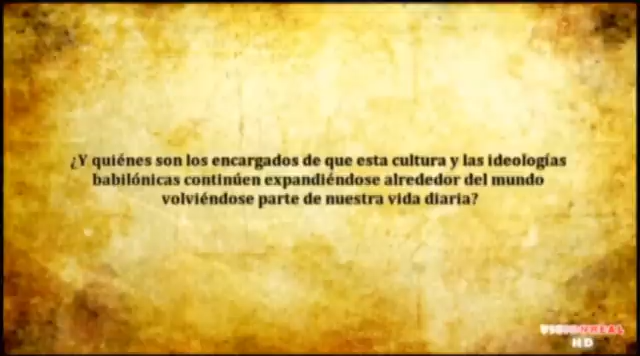 ¿Y quiénes son los encargados de que esta cultura y las ideologías
babilónicas continúen expandiéndose alrededor del mundo
volviéndose parte de nuestra vida diaria?
HD